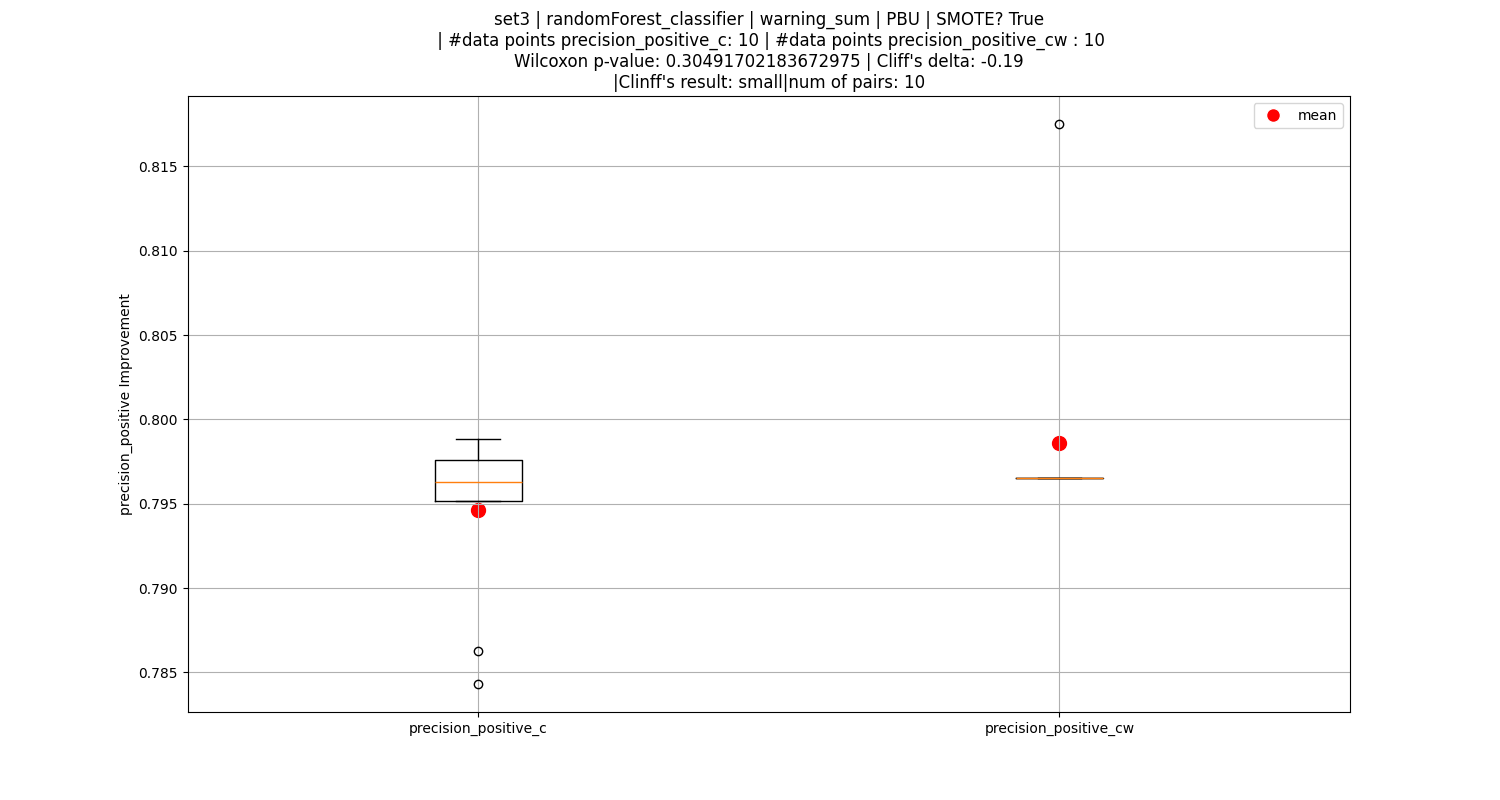 set3 | randomForest_classifier | warning_sum | PBU | SMOTE? True
| #data points precision_positive_c: 10 | #data points precision_positive_cw : 10
Wilcoxon p-value: 0.30491702183672975 | Cliff's delta: -0.19
|Clinff's result: small|num of pairs: 10
mean
0.815
0.810
0.805
0.800
0.795
0.790
0.785
precision_positive Improvement
precision_positive_c
precision_positive_cw